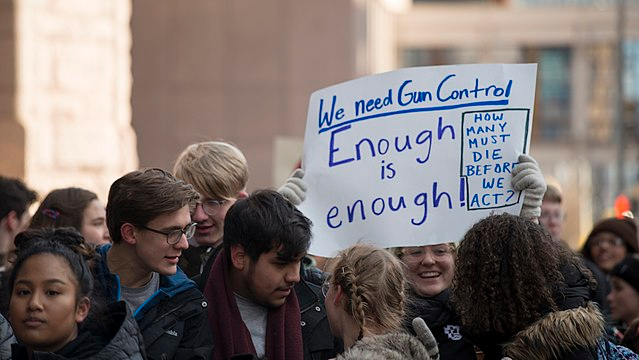 We need Gun Control
Enough
is
enough!
HOW
MANY
MUST
DIE
BEFORE
WE
ACT?